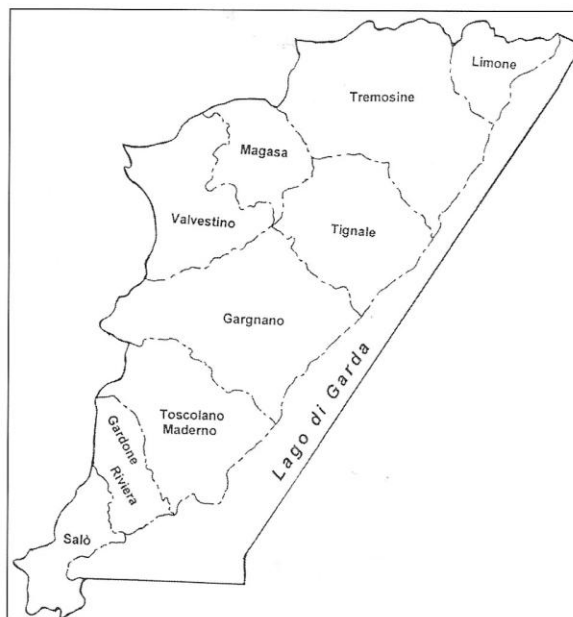 Limone
Tremosine
Magasa
Valvestino
Tignale
Gargnano
Lago di Garda
Toscolano
Maderno
Gardone
Riviera
Salò